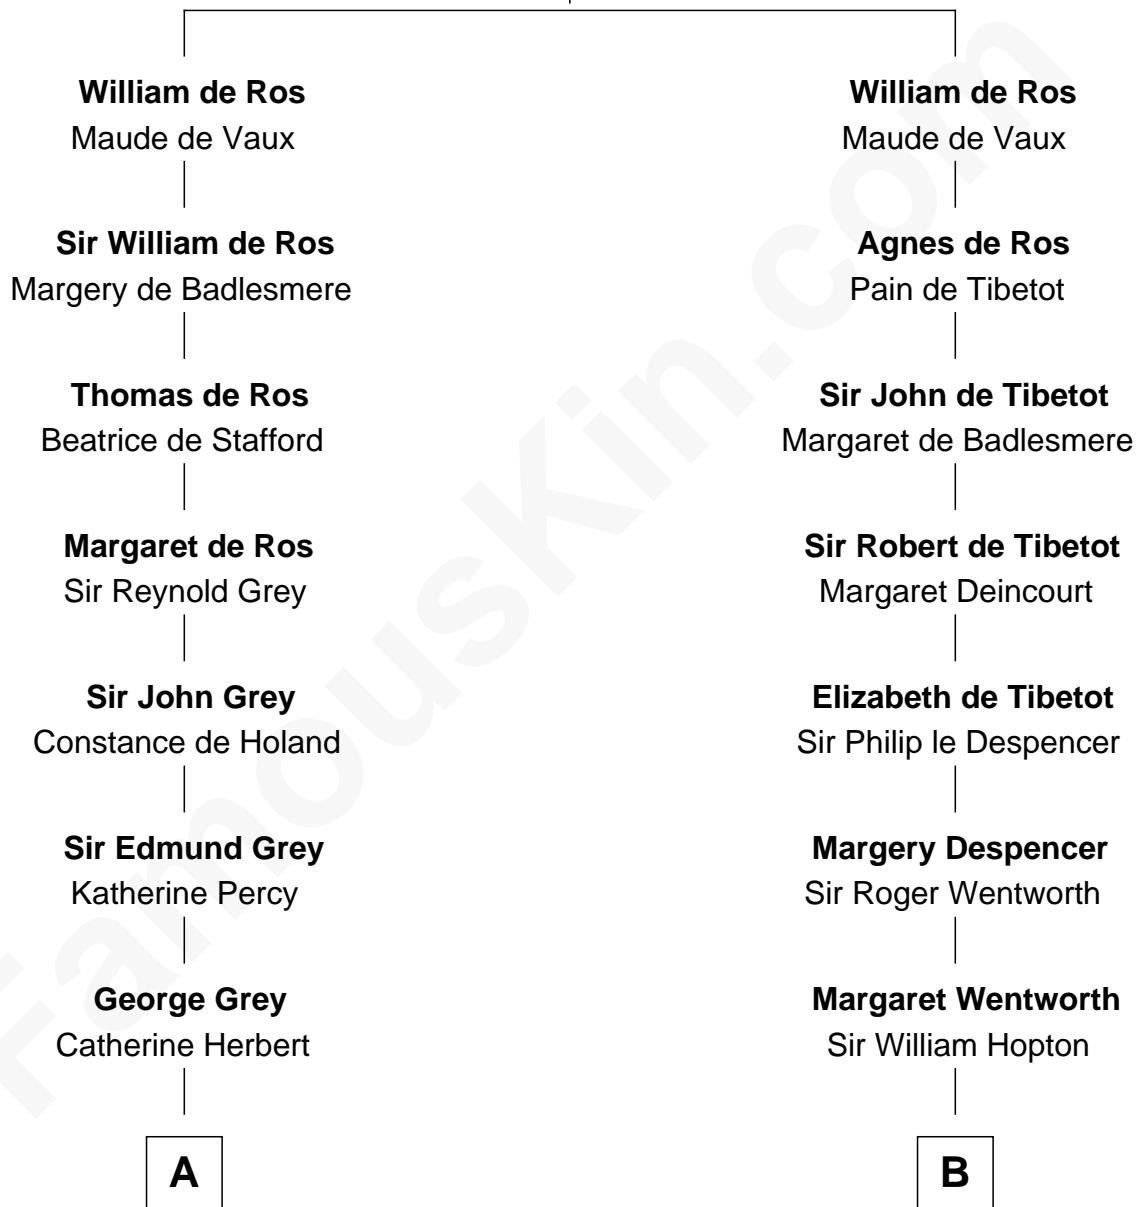 William de Ros
Maude de Vaux
Sir William de Ros
Margery de Badlesmere
Thomas de Ros
Beatrice de Stafford
Margaret de Ros
Sir Reynold Grey
Sir John Grey
Constance de Holand
Sir Edmund Grey
Katherine Percy
George Grey
Catherine Herbert
A
William de Ros
Maude de Vaux
Agnes de Ros
Pain de Tibetot
Sir John de Tibetot
Margaret de Badlesmere
Sir Robert de Tibetot
Margaret Deincourt
Elizabeth de Tibetot
Sir Philip le Despencer
Margery Despencer
Sir Roger Wentworth
Margaret Wentworth
Sir William Hopton
B
FamousKin.com